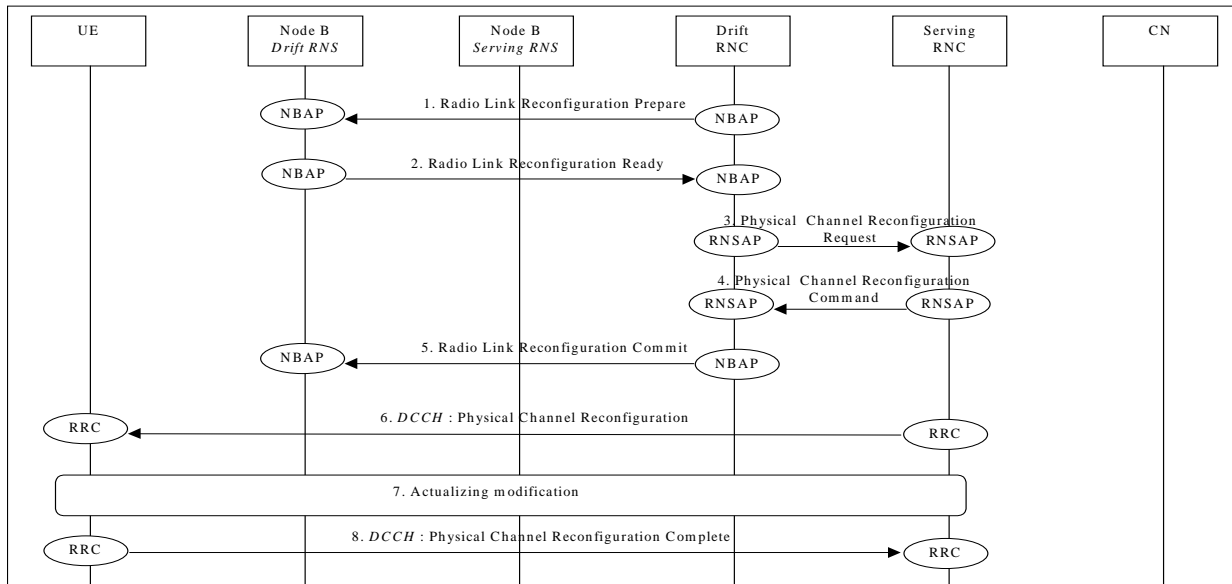 UE
Node B
Drift RNS
Node B
Serving RNS
Drift
RNC
Serving
RNC
CN
1. Radio Link Reconfiguration Prepare
NBAP
NBAP
2. Radio Link Reconfiguration Ready
NBAP
NBAP
3. Physical Channel Reconfiguration
Request
RNSAP
RNSAP
4. Physical Channel Reconfiguration
Command
RNSAP
RNSAP
5. Radio Link Reconfiguration Commit
NBAP
NBAP
6. DCCH : Physical Channel Reconfiguration
RRC
RRC
7. Actualizing modification
8. DCCH : Physical Channel Reconfiguration Complete
RRC
RRC